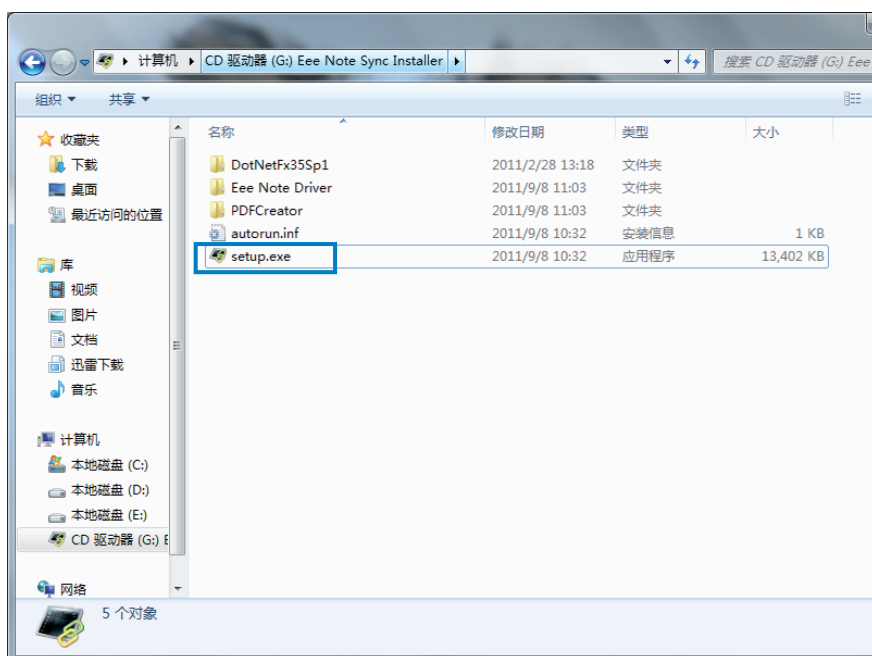 计算机 CD 驱动器 (G:) Eee Note Sync Installer 搜索 CD 驱动器 (G:) Eee
组织 共享
名称 修改日期 类型 大小
收藏夹
下载
桌面
最近访问的位置
库
视频
图片
文档
迅雷下载
音乐
计算机
本地磁盘 (C:)
本地磁盘 (D:)
本地磁盘 (E:)
CD 驱动器 (G:) E
网络
DotNetFx35Sp1 2011/2/28 13:18 文件夹
Eee Note Driver 2011/9/8 11:03 文件夹
PDFCreator 2011/9/8 11:03 文件夹
autorun.inf 2011/9/8 10:32 安装信息 1 KB
setup.exe 2011/9/8 10:32 应用程序 13,402 KB
5 个对象